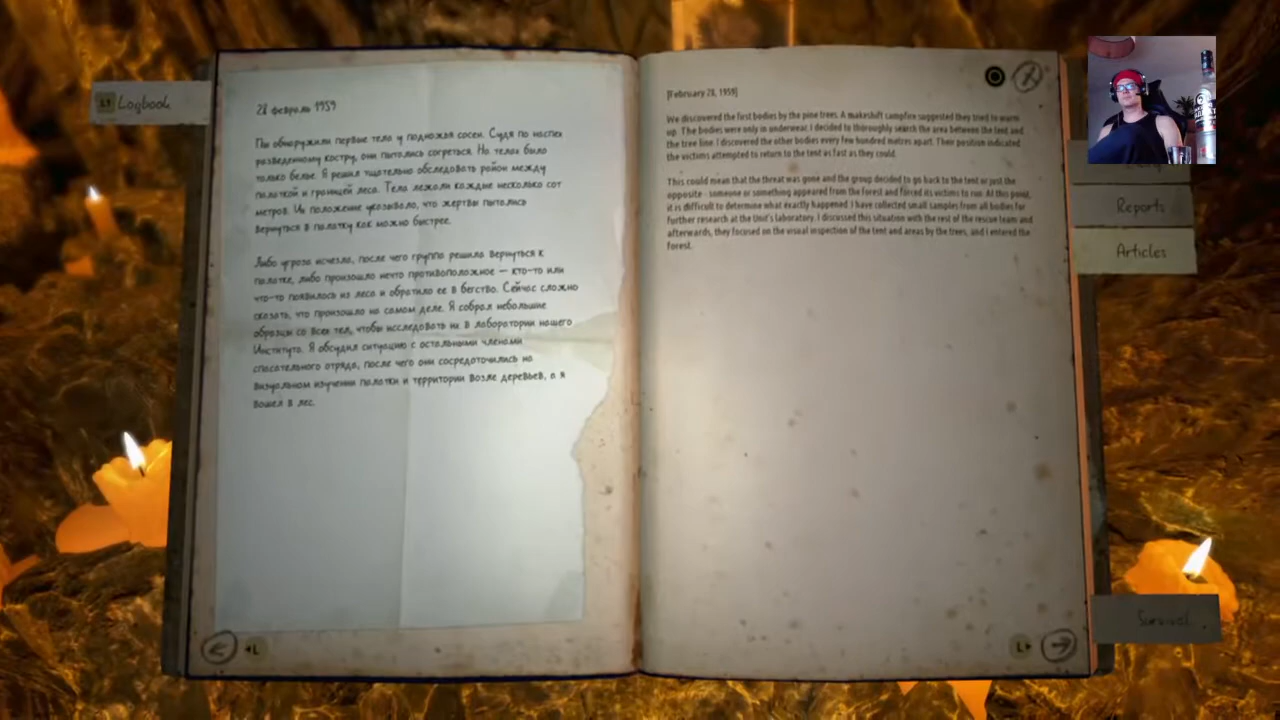 L1 Logbook
28 февраль 1959
Мы обнаружили первые тела у подножья сосен. Судя по наспех
разведенному костру, они пытались согреться. На телах было
только белье. Я решил тщательно обследовать район между
палаткой и границей леса. Тела лежали каждые несколько сот
метров. Их положение указывало, что жертвы пытались
вернуться в палатку как можно быстрее.
Либо угроза исчезла, после чего группа решила вернуться к
палатке, либо произошло нечто противоположное — кто-то или
что-то появилось из леса и обратило ее в бегство. Сейчас сложно
сказать, что произошло на самом деле. Я собрал небольшие
образцы со всех тел, чтобы исследовать их в лаборатории нашего
Института. Я обсудил ситуацию с остальными членами
спасательного отряда, после чего они сосредоточились на
визуальном изучении палатки и территории возле деревьев, а я
вошел в лес.
L
[February 28, 1959]
We discovered the first bodies by the pine trees. A makeshift campfire suggested they tried to warm
up. The bodies were only in underwear. I decided to thoroughly search the area between the tent and
the tree line. I discovered the other bodies every few hundred metres apart. Their position indicated
the victims attempted to return to the tent as fast as they could.
This could mean that the threat was gone and the group decided to go back to the tent or just the
opposite - someone or something appeared from the forest and forced its victims to run. At this point,
it is difficult to determine what exactly happened. I have collected small samples from all bodies for
further research at the Unit's laboratory. I discussed this situation with the rest of the rescue team and
afterwards, they focused on the visual inspection of the tent and areas by the trees, and I entered the
forest.
L
Reports
Articles
Survival